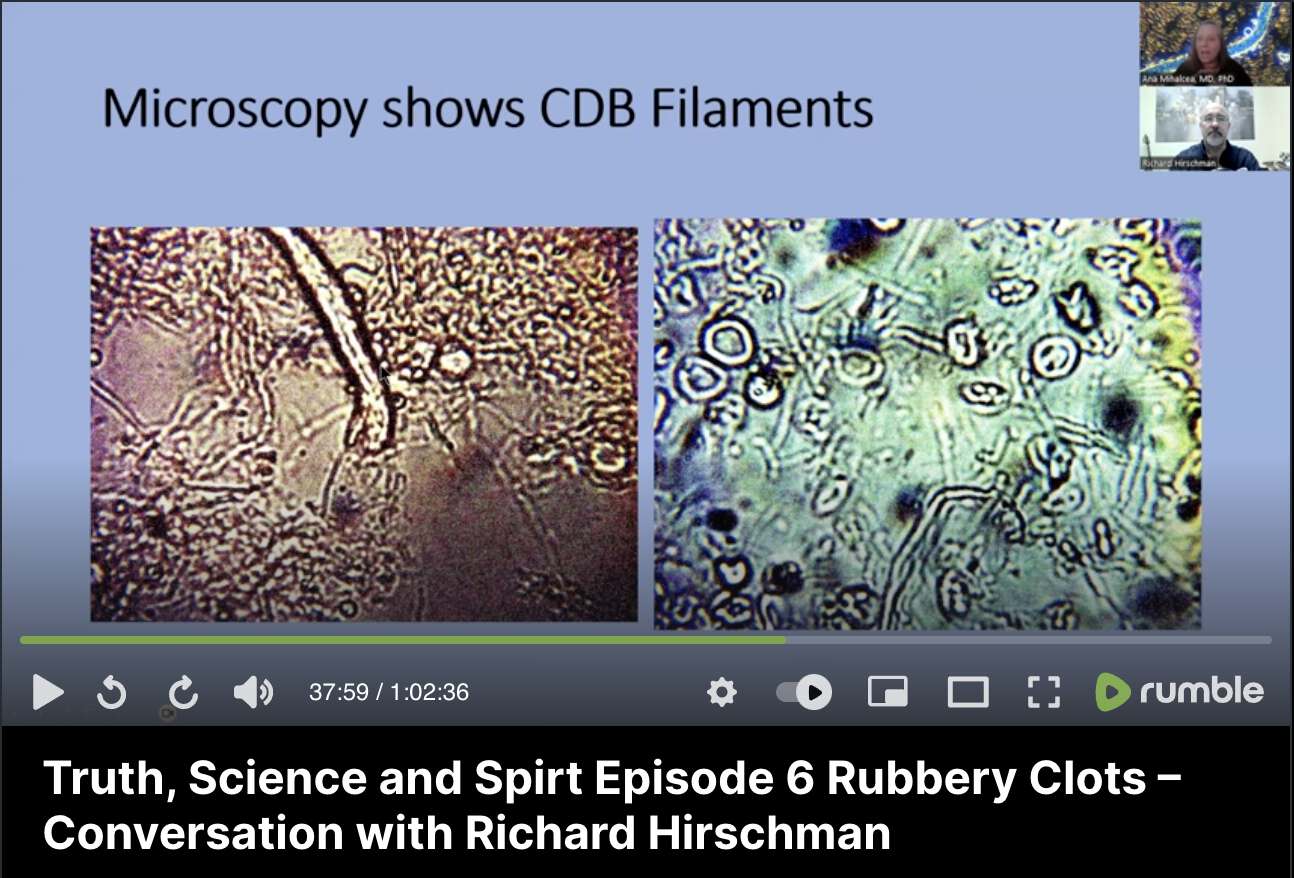 Microscopy shows CDB Filaments
Ana Mihalcea, MD, PhD
Richard Hirschman
37:59 / 1:02:36
rumble
Truth, Science and Spirt Episode 6 Rubbery Clots –
Conversation with Richard Hirschman